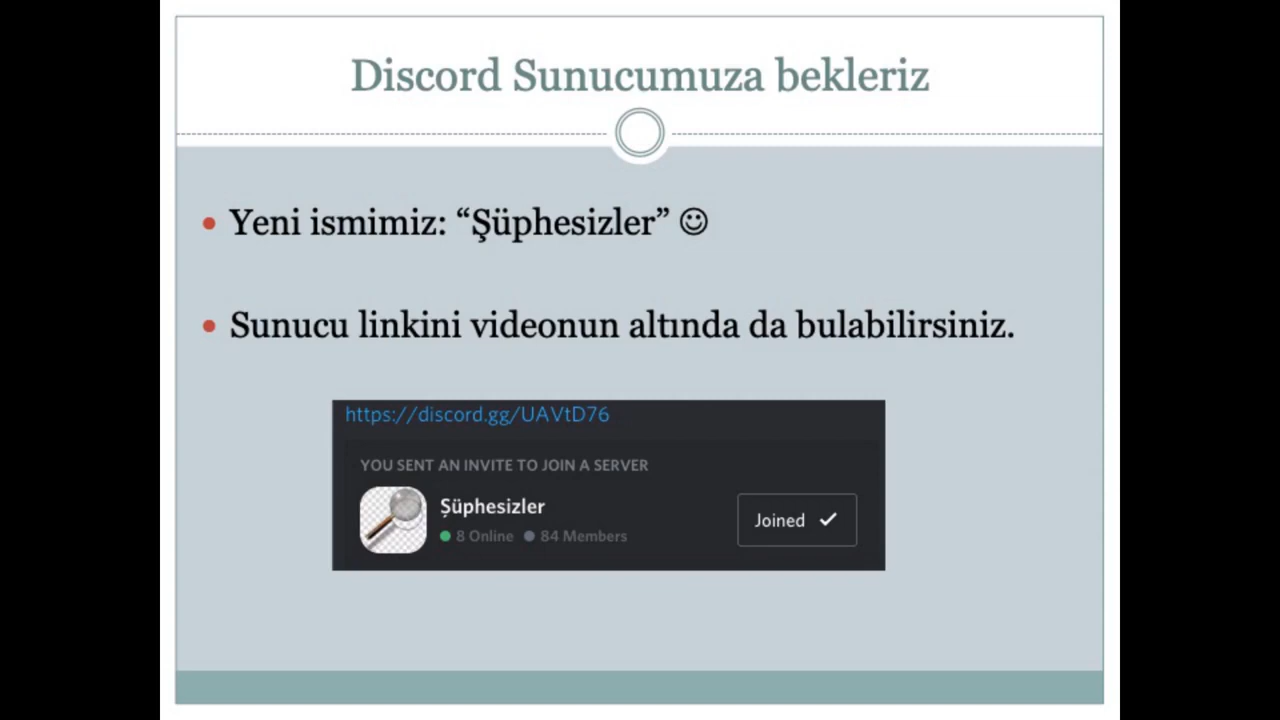 Discord Sunucumuza bekleriz
• Yeni ismimiz: “Şüphesizler” ☺
• Sunucu linkini videonun altında da bulabilirsiniz.
https://discord.gg/UAVtD76
YOU SENT AN INVITE TO JOIN A SERVER
Şüphesizler
8 Online 84 Members
Joined ✓